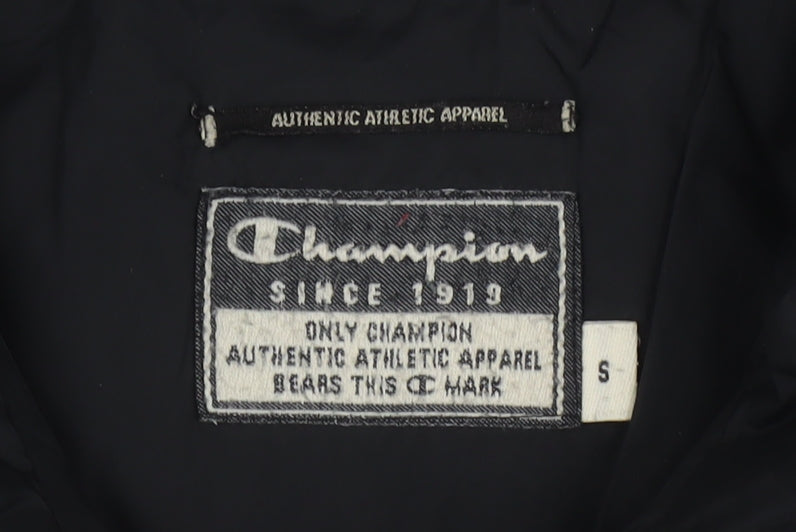 AUTHENTIC ATHLETIC APPAREL
Champion
SINCE 1919
ONLY CHAMPION
AUTHENTIC ATHLETIC APPAREL
BEARS THIS C MARK
S